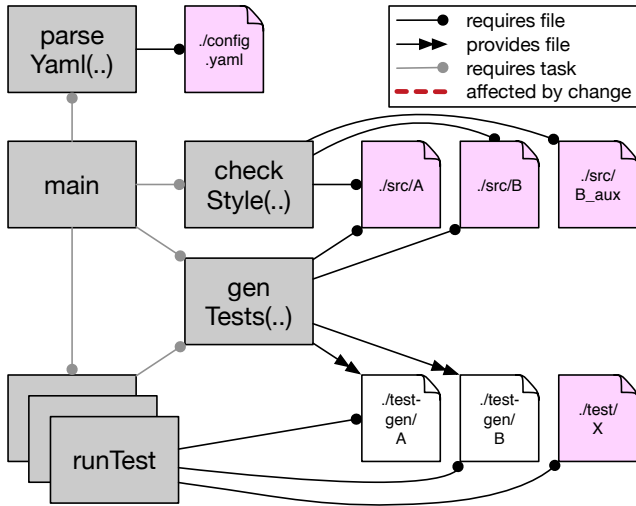 parse
Yaml(..)
./config
.yaml
requires file
provides file
requires task
affected by change
main
check
Style(..)
./src/A
./src/B
./src/
B_aux
gen
Tests(..)
./test-
gen/
A
./test-
gen/
B
./test/
X
runTest